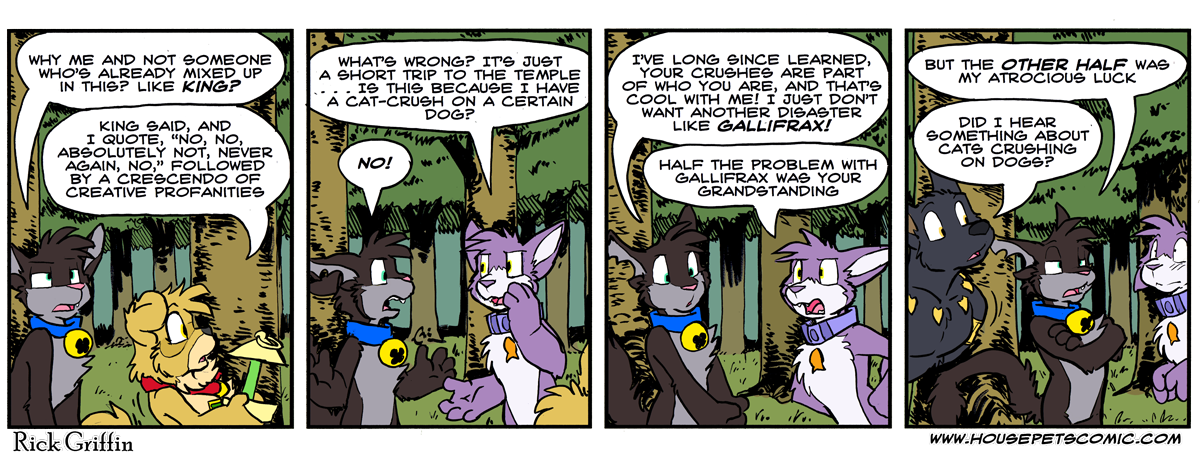 WHY ME AND NOT SOMEONE
WHO'S ALREADY MIXED UP
IN THIS? LIKE KING?
KING SAID, AND
I QUOTE, "NO, NO,
ABSOLUTELY NOT, NEVER
AGAIN, NO," FOLLOWED
BY A CRESCENDO OF
CREATIVE PROFANITIES
WHAT'S WRONG? IT'S JUST
A SHORT TRIP TO THE TEMPLE
. . . . IS THIS BECAUSE I HAVE
A CAT-CRUSH ON A CERTAIN
DOG?
NO!
I'VE LONG SINCE LEARNED,
YOUR CRUSHES ARE PART
OF WHO YOU ARE, AND THAT'S
COOL WITH ME! I JUST DON'T
WANT ANOTHER DISASTER
LIKE GALLIFRAX!
HALF THE PROBLEM WITH
GALLIFRAX WAS YOUR
GRANDSTANDING
BUT THE OTHER HALF WAS
MY ATROCIOUS LUCK
DID I HEAR
SOMETHING ABOUT
CATS CRUSHING
ON DOGS?
Rick Griffin
WWW.HOUSEPETSCOMIC.COM